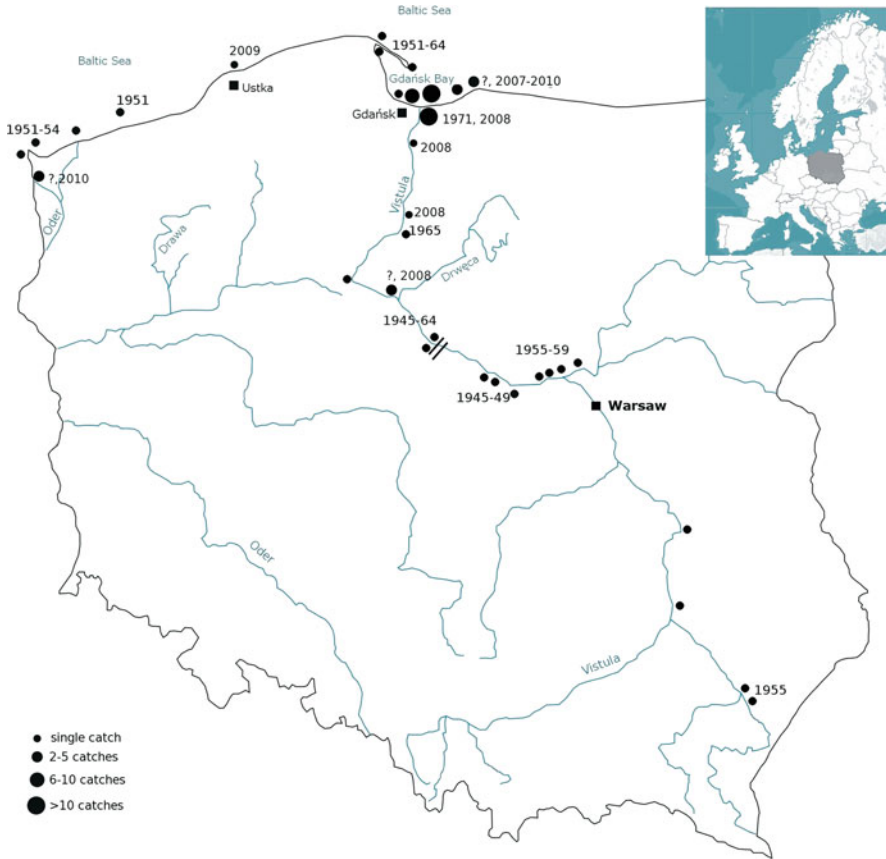 Baltic Sea
1951-64
2009
Baltic Sea
Gdańsk Bay
?, 2007-2010
Ustka
1951
Gdańsk
1971, 2008
1951-54
2008
?,2010
Vistula
Oder
2008
Drawa
1965
Drwęca
?, 2008
1945-64
1955-59
1945-49
Warsaw
Oder
Vistula
1955
single catch
2-5 catches
6-10 catches
>10 catches